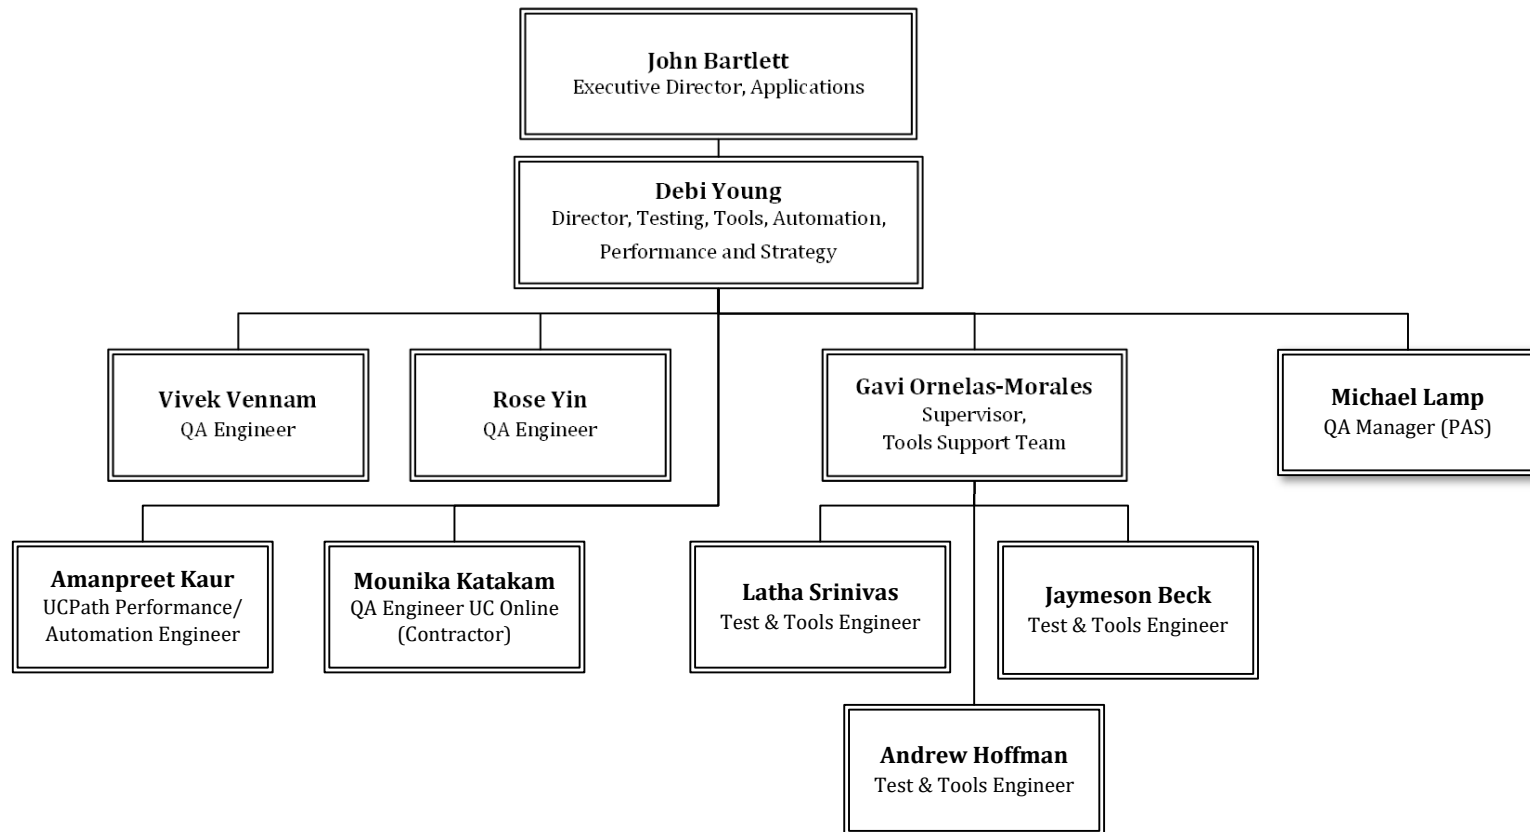 John Bartlett
Executive Director, Applications
Debi Young
Director, Testing, Tools, Automation,
Performance and Strategy
Vivek Vennam
QA Engineer
Rose Yin
QA Engineer
Gavi Ornelas-Morales
Supervisor,
Tools Support Team
Michael Lamp
QA Manager (PAS)
Amanpreet Kaur
UCPath Performance/
Automation Engineer
Mounika Katakam
QA Engineer UC Online
(Contractor)
Latha Srinivas
Test & Tools Engineer
Jaymeson Beck
Test & Tools Engineer
Andrew Hoffman
Test & Tools Engineer